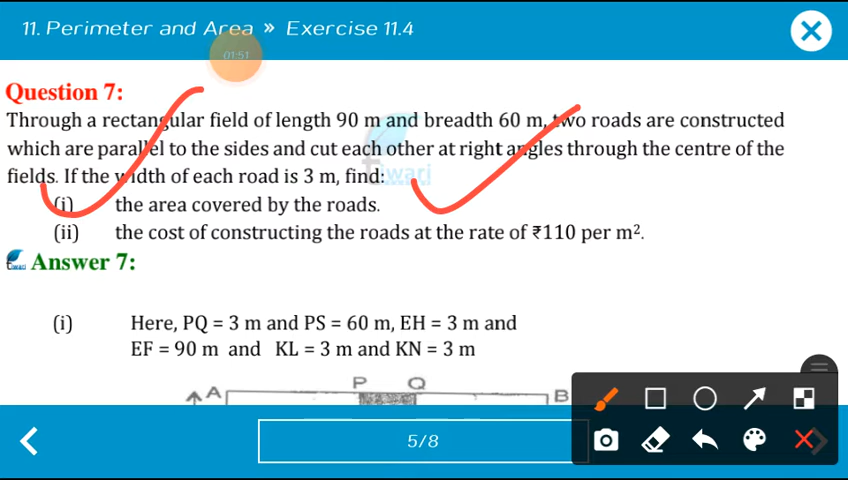 11. Perimeter and Area » Exercise 11.4
01:51
Question 7:
Through a rectangular field of length 90 m and breadth 60 m, two roads are constructed
which are parallel to the sides and cut each other at right angles through the centre of the
fields. If the width of each road is 3 m, find:
(i) the area covered by the roads.
(ii) the cost of constructing the roads at the rate of ₹110 per m².
tiwari
Answer 7:
(i) Here, PQ = 3 m and PS = 60 m, EH = 3 m and
EF = 90 m and KL = 3 m and KN = 3 m
A P Q B
5/8